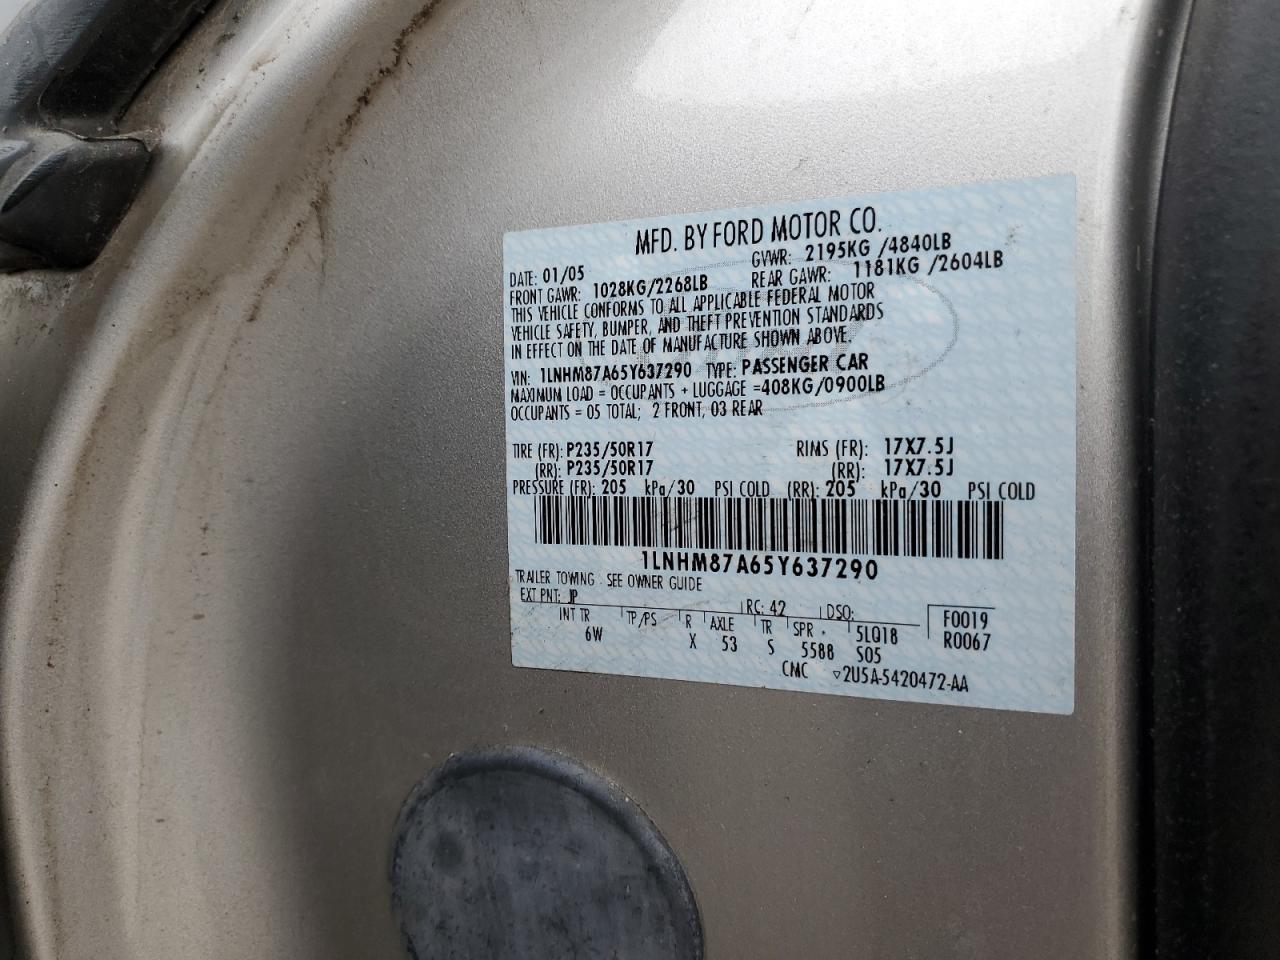 MFD. BY FORD MOTOR CO.
DATE: 01/05 GVWR: 2195KG /4840LB
FRONT GAWR: 1028KG/2268LB REAR GAWR: 1181KG /2604LB
THIS VEHICLE CONFORMS TO ALL APPLICABLE FEDERAL MOTOR
VEHICLE SAFETY, BUMPER, AND THEFT PREVENTION STANDARDS
IN EFFECT ON THE DATE OF MANUFACTURE SHOWN ABOVE.
VIN: 1LNHM87A65Y637290 TYPE: PASSENGER CAR
MAXIMUM LOAD = OCCUPANTS + LUGGAGE =408KG/0900LB
OCCUPANTS = 05 TOTAL; 2 FRONT, 03 REAR
TIRE (FR): P235/50R17 RIMS (FR): 17X7.5J
(RR): P235/50R17 (RR): 17X7.5J
PRESSURE (FR): 205 kPa/30 PSI COLD (RR): 205 kPa/30 PSI COLD
1LNHM87A65Y637290
TRAILER TOWING - SEE OWNER GUIDE
EXT PNT: JP RC: 42 DSO: F0019
INT TR TP/PS R AXLE TR SPR 5LQ18 R0067
6W X 53 S 5588 S05
CMC ▽2U5A-5420472-AA